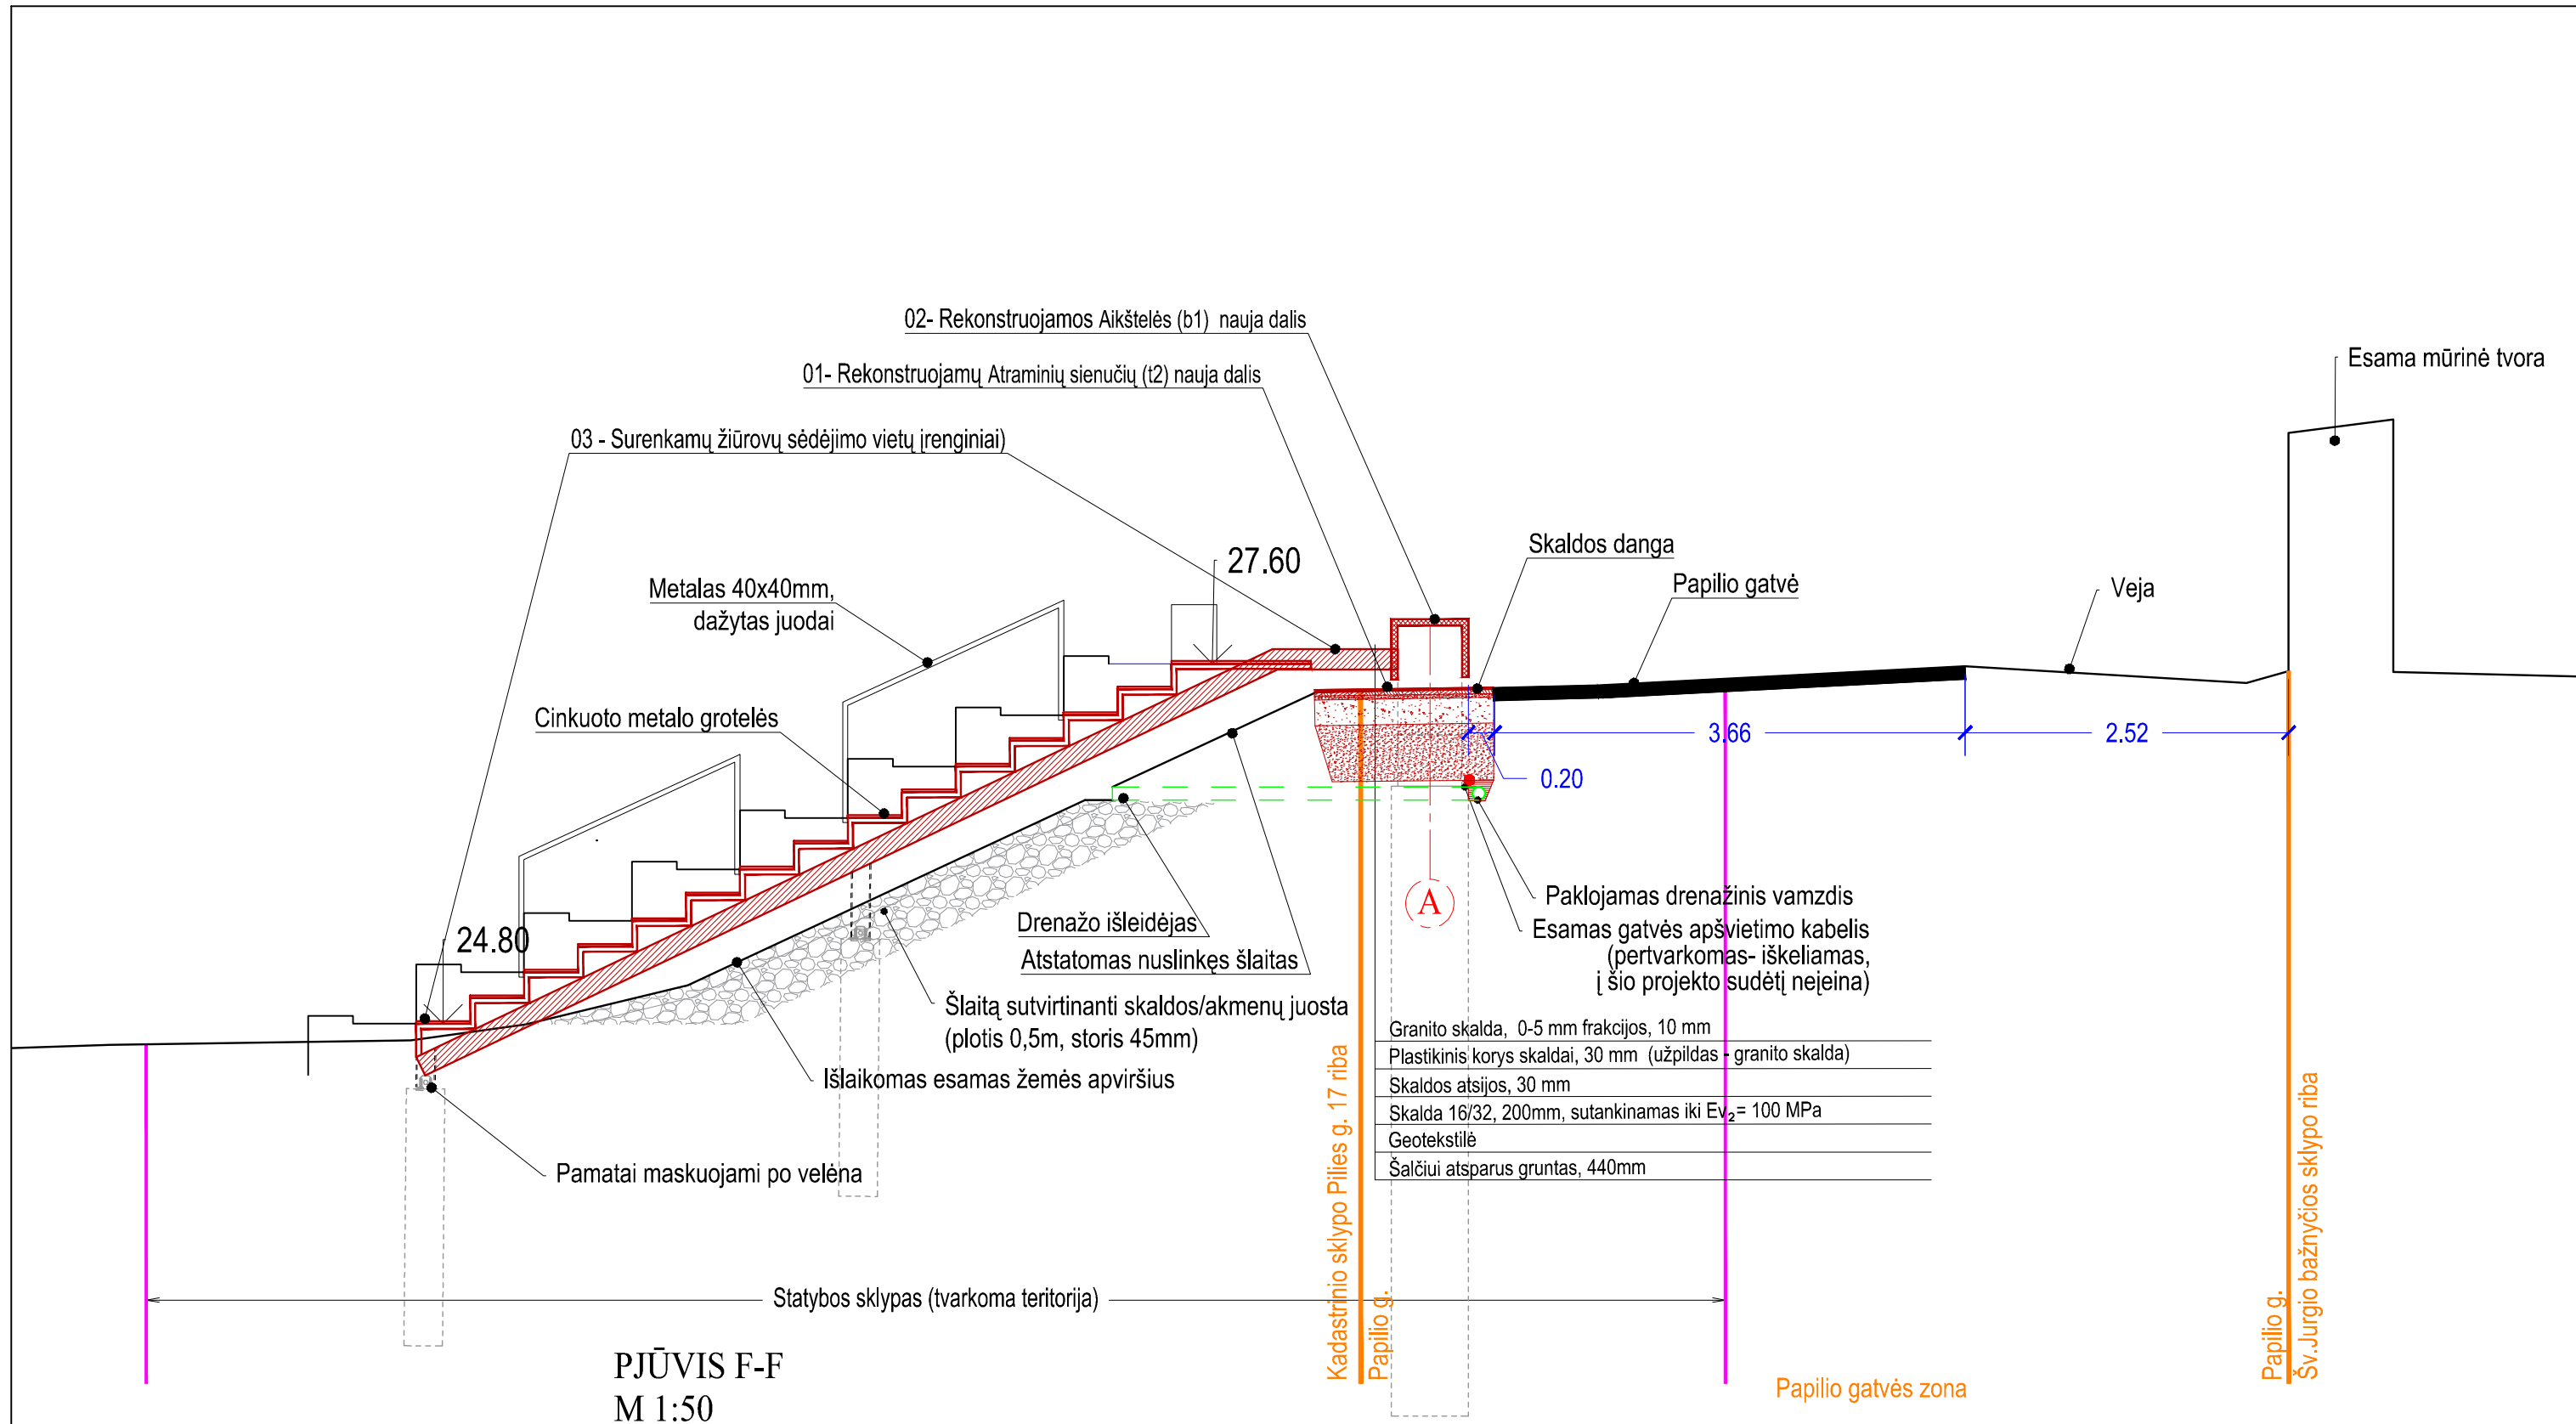 02- Rekonstruojamos Aikštelės (b1) nauja dalis
01- Rekonstruojamų Atraminių sienučių (t2) nauja dalis
03 - Surenkamų žiūrovų sėdėjimo vietų įrenginiai)
Esama mūrinė tvora
27.60
Skaldos danga
Metalas 40x40mm,
dažytas juodai
Papilio gatvė
Veja
Cinkuoto metalo grotelės
3.66
2.52
0.20
24.80
Paklojamas drenažinis vamzdis
A
Drenažo išleidėjas
Esamas gatvės apšvietimo kabelis
(pertvarkomas- iškeliamas,
į šio projekto sudėtį neįeina)
Atstatomas nuslinkęs šlaitas
Šlaitą sutvirtinanti skaldos/akmenų juosta
(plotis 0,5m, storis 45mm)
Granito skalda, 0-5 mm frakcijos, 10 mm
Plastikinis korys skaldai, 30 mm (užpildas - granito skalda)
Skaldos atsijos, 30 mm
Skalda 16/32, 200mm, sutankinamas iki Ev₂= 100 MPa
Geotekstilė
Šalčiui atsparus gruntas, 440mm
Išlaikomas esamas žemės apviršius
Pamatai maskuojami po velėna
Kadastrinio sklypo Pilies g. 17 riba
Papilio g.
Papilio g.
Šv.Jurgio bažnyčios sklypo riba
Statybos sklypas (tvarkoma teritorija)
Papilio gatvės zona
PJŪVIS F-F
M 1:50